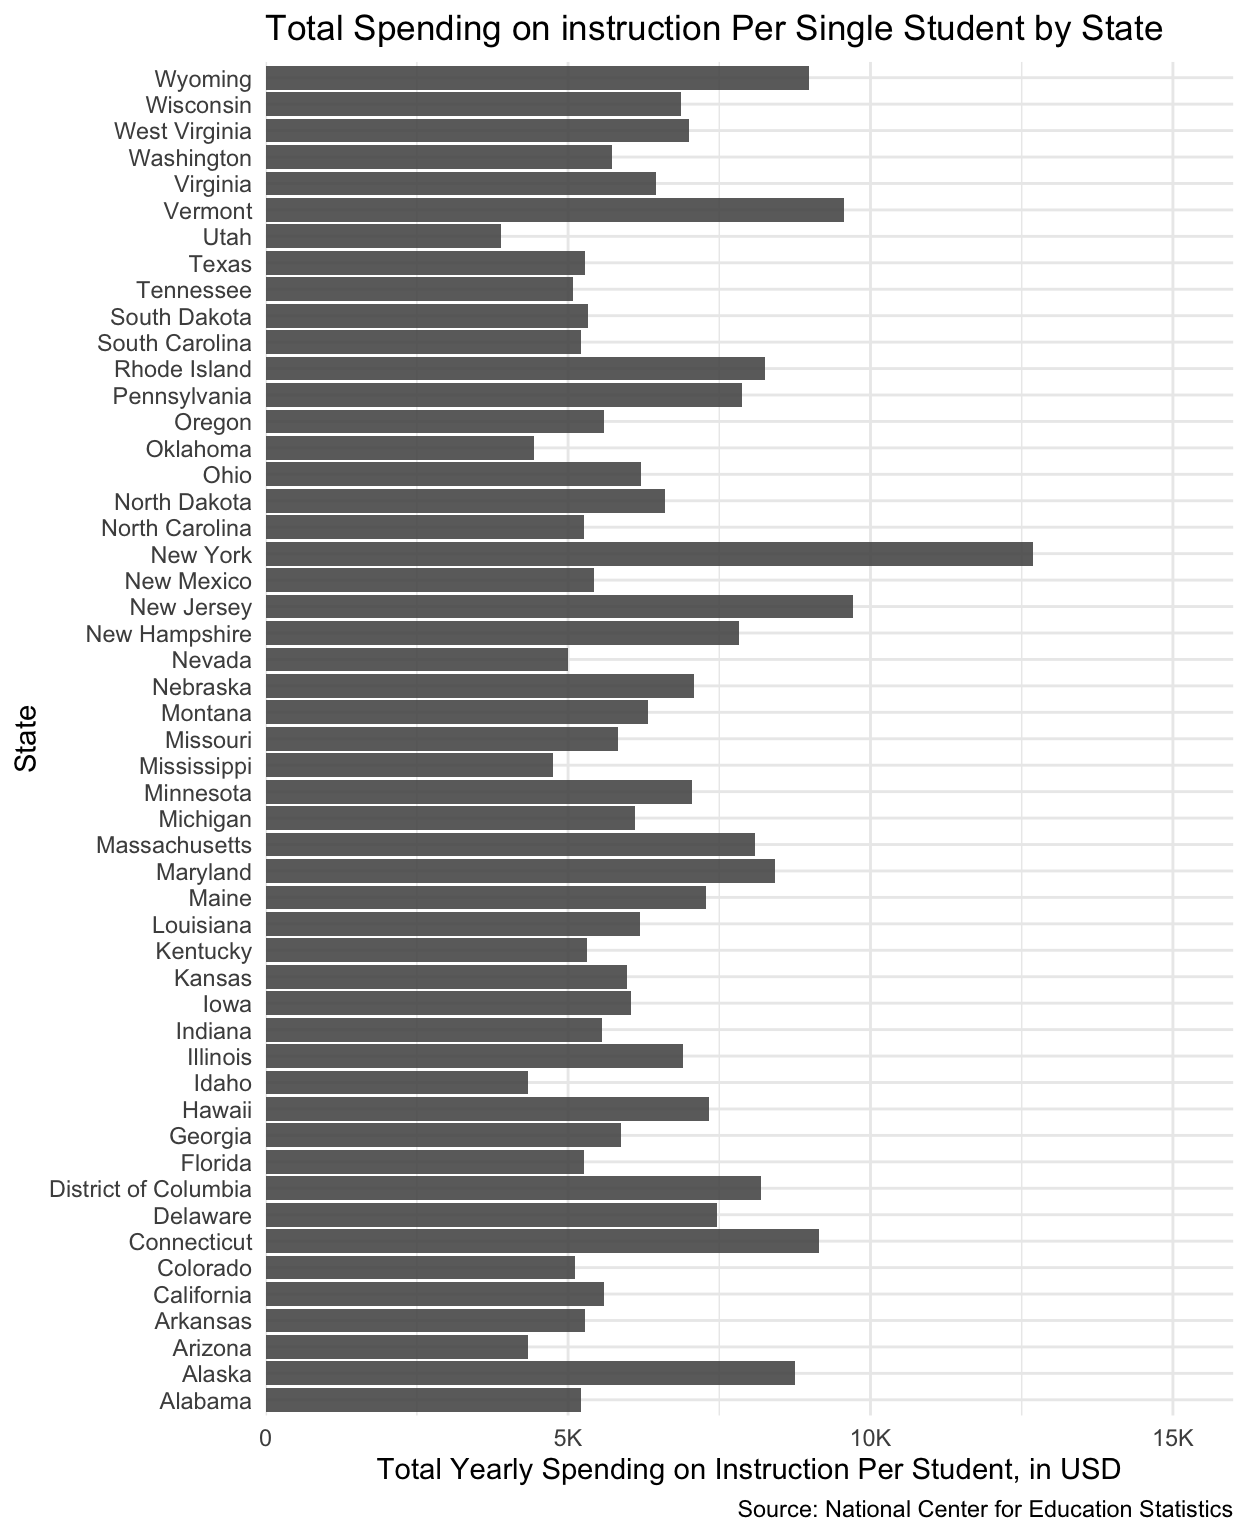 Total Spending on instruction Per Single Student by State
Wyoming
Wisconsin
West Virginia
Washington
Virginia
Vermont
Utah
Texas
Tennessee
South Dakota
South Carolina
Rhode Island
Pennsylvania
Oregon
Oklahoma
Ohio
North Dakota
North Carolina
New York
New Mexico
New Jersey
New Hampshire
Nevada
Nebraska
Montana
Missouri
Mississippi
Minnesota
Michigan
Massachusetts
Maryland
Maine
Louisiana
Kentucky
Kansas
Iowa
Indiana
Illinois
Idaho
Hawaii
Georgia
Florida
District of Columbia
Delaware
Connecticut
Colorado
California
Arkansas
Arizona
Alaska
Alabama
State
0 5K 10K 15K
Total Yearly Spending on Instruction Per Student, in USD
Source: National Center for Education Statistics